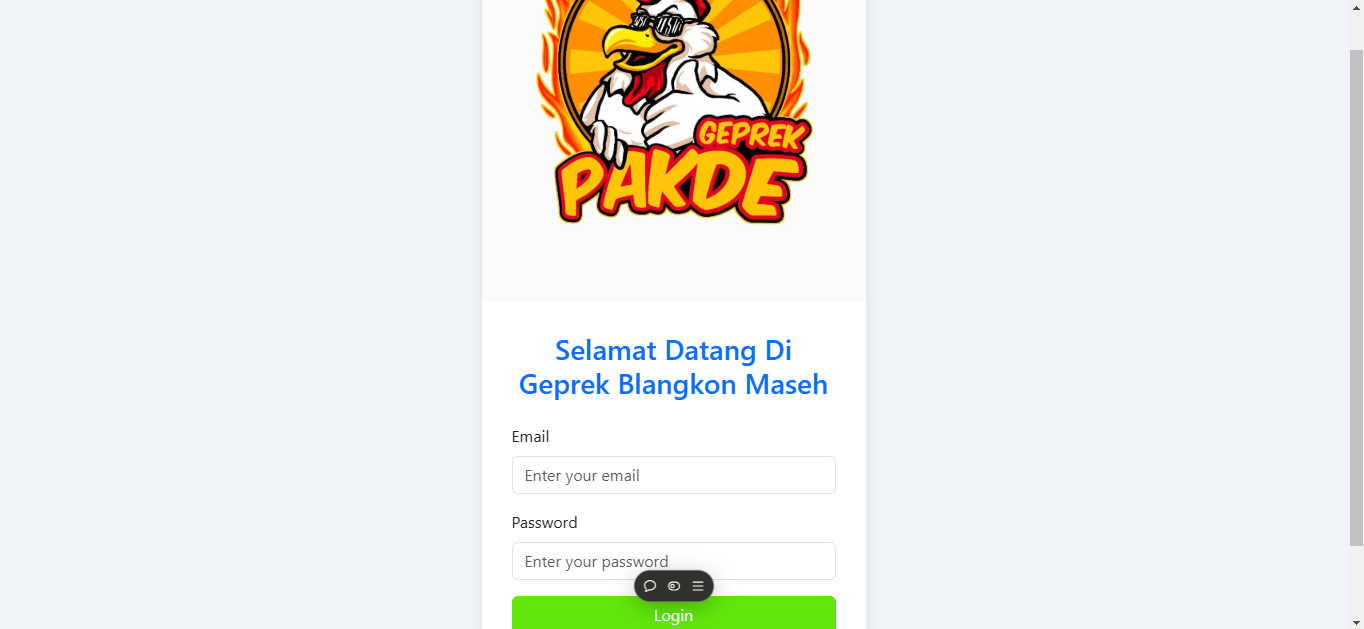 GEPREK
PAKDE
Selamat Datang Di
Geprek Blangkon Maseh
Email
Enter your email
Password
Enter your password
Login